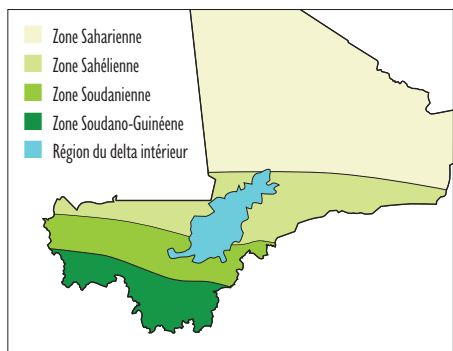 Zone Saharienne
Zone Sahélienne
Zone Soudanienne
Zone Soudano-Guinéene
Région du delta intérieur